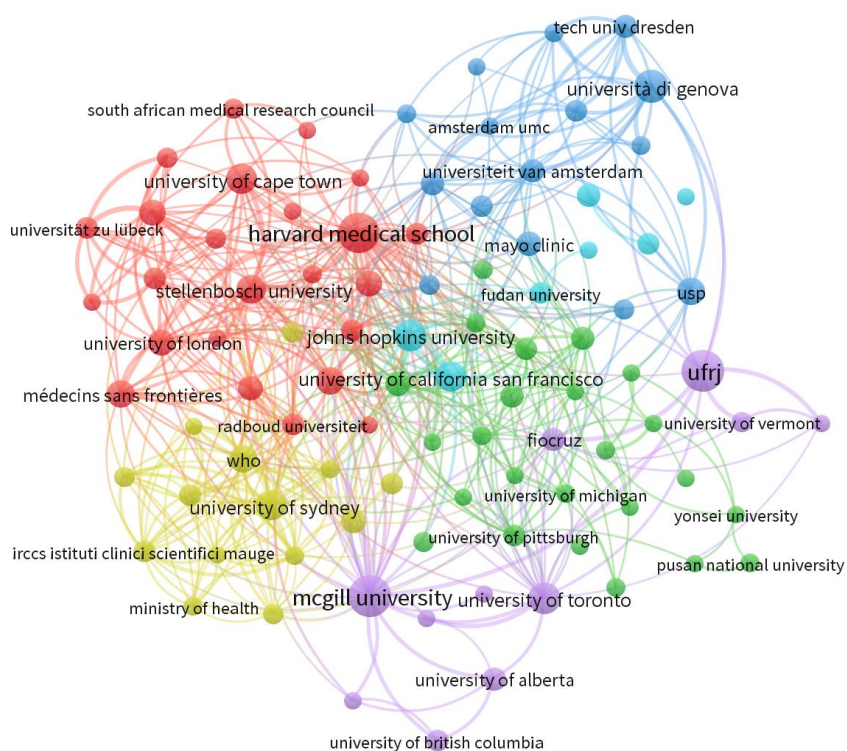 tech univ dresden
università di genova
south african medical research council
amsterdam umc
universiteit van amsterdam
university of cape town
universität zu lübeck
harvard medical school
mayo clinic
stellenbosch university
fudan university
usp
university of london
johns hopkins university
ufrj
university of california san francisco
médecins sans frontières
radboud universiteit
university of vermont
fiocruz
who
university of sydney
university of michigan
yonsei university
university of pittsburgh
irccs istituti clinici scientifici mauge
pusan national university
mcgill university
university of toronto
ministry of health
university of alberta
university of british columbia